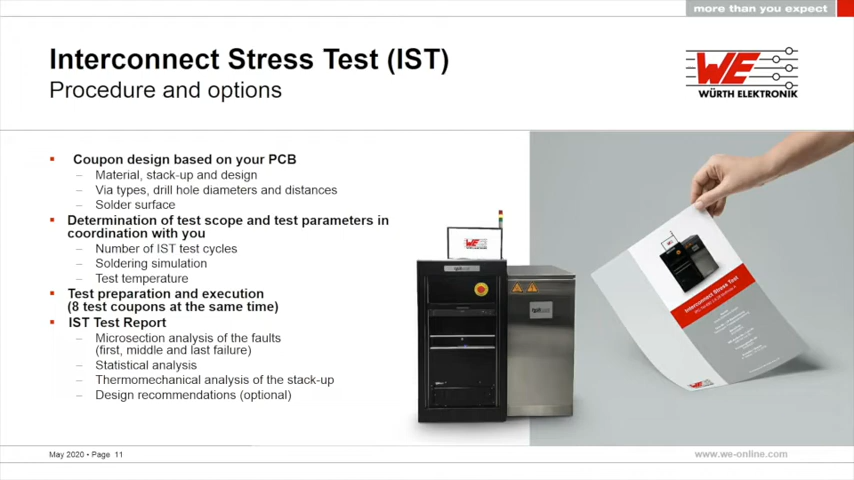 more than you expect
Interconnect Stress Test (IST)
Procedure and options
WE
WÜRTH ELEKTRONIK
▪ Coupon design based on your PCB
– Material, stack-up and design
– Via types, drill hole diameters and distances
– Solder surface
▪ Determination of test scope and test parameters in
coordination with you
– Number of IST test cycles
– Soldering simulation
– Test temperature
▪ Test preparation and execution
(8 test coupons at the same time)
▪ IST Test Report
– Microsection analysis of the faults
(first, middle and last failure)
– Statistical analysis
– Thermomechanical analysis of the stack-up
– Design recommendations (optional)
WE
Interconnect Stress Test
May 2020 • Page 11
www.we-online.com